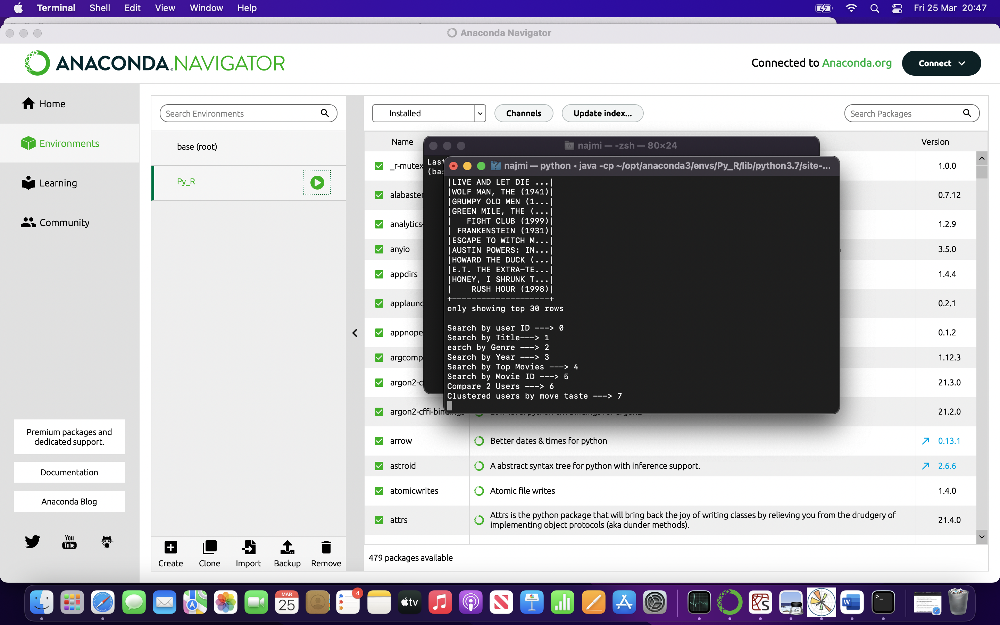 Terminal Shell Edit View Window Help Fri 25 Mar 20:47
Anaconda Navigator
ANACONDA.NAVIGATOR
Connected to Anaconda.org Connect
Home
Environments
Learning
Community
Premium packages and
dedicated support.
Documentation
Anaconda Blog
You
Tube
Search Environments
base (root)
Py_R
Create Clone Import Backup Remove
Installed Channels Update index... Search Packages
Name Version
_r-mutex 1.0.0
alabaster 0.7.12
analytics- 1.2.9
anyio 3.5.0
appdirs 1.4.4
applaunc 0.2.1
appnope 0.1.2
argcomp 1.12.3
argon2-c 21.3.0
argon2-cffi-bindings 21.2.0
arrow Better dates & times for python 0.13.1
astroid A abstract syntax tree for python with inference support. 2.6.6
atomicwrites Atomic file writes 1.4.0
attrs Attrs is the python package that will bring back the joy of writing classes by relieving you from the drudgery of
implementing object protocols (aka dunder methods). 21.4.0
479 packages available
najmi — -zsh — 80×24
Last
(bas
najmi — python ◂ java -cp ~/opt/anaconda3/envs/Py_R/lib/python3.7/site-...
|LIVE AND LET DIE ...|
|WOLF MAN, THE (1941)|
|GRUMPY OLD MEN (1...|
|GREEN MILE, THE (...|
|   FIGHT CLUB (1999)|
| FRANKENSTEIN (1931)|
|ESCAPE TO WITCH M...|
|AUSTIN POWERS: IN...|
|HOWARD THE DUCK (...|
|E.T. THE EXTRA-TE...|
|HONEY, I SHRUNK T...|
|    RUSH HOUR (1998)|
+--------------------+
only showing top 30 rows
Search by user ID ---> 0
Search by Title---> 1
earch by Genre ---> 2
Search by Year ---> 3
Search by Top Movies ---> 4
Search by Movie ID ---> 5
Compare 2 Users ---> 6
Clustered users by move taste ---> 7
MAR
25
4
tv